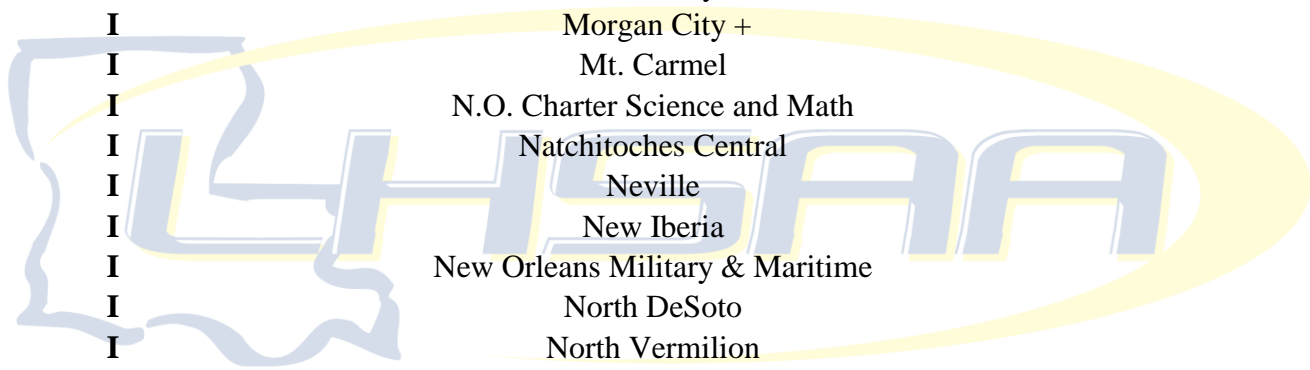 I Morgan City +
I Mt. Carmel
I N.O. Charter Science and Math
I Natchitoches Central
I Neville
I New Iberia
I New Orleans Military & Maritime
I North DeSoto
I North Vermilion
LHSAA